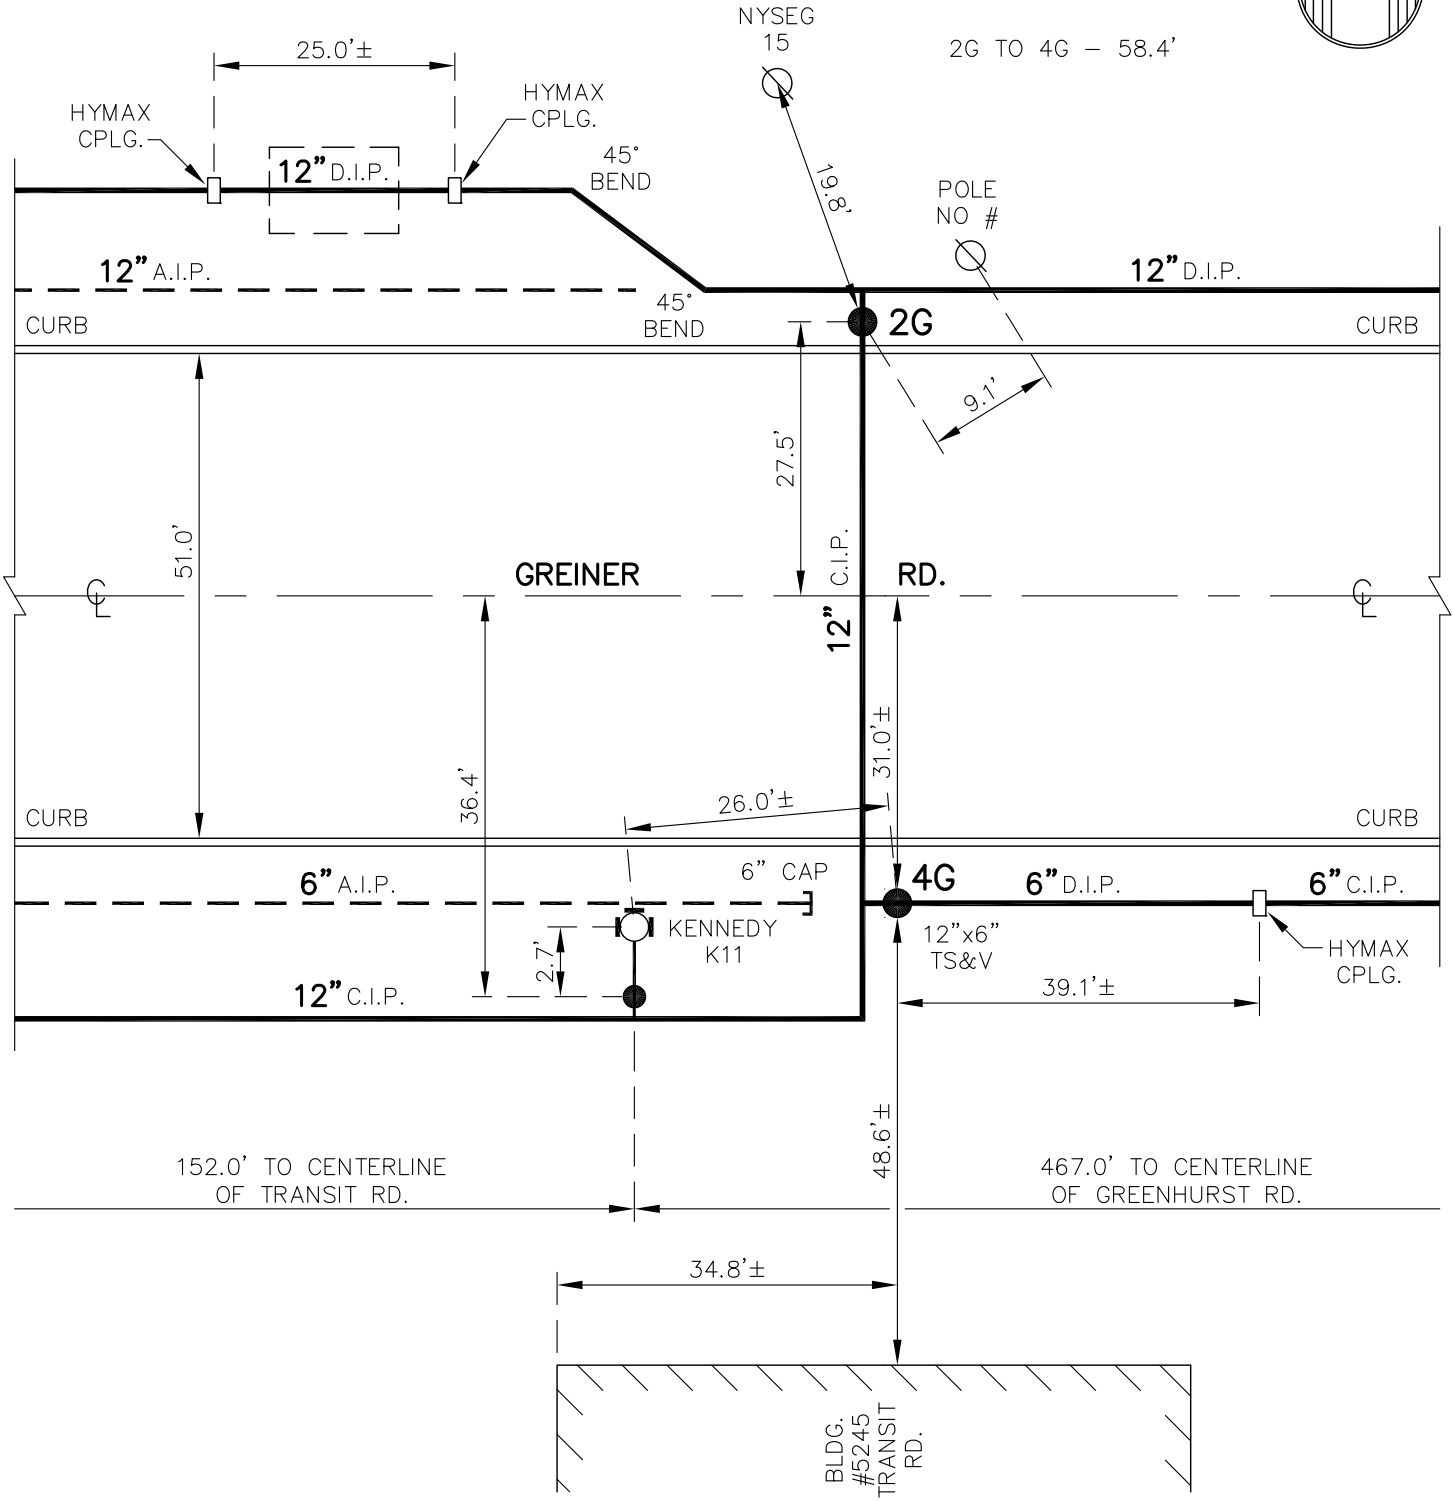 NYSEG
15
2G TO 4G – 58.4'
25.0'±
HYMAX
CPLG.
HYMAX
CPLG.
12" D.I.P.
45°
BEND
19.8'
POLE
NO #
12" A.I.P.
12" D.I.P.
45°
BEND
CURB
2G
CURB
9.1'
27.5'
51.0'
C.I.P.
12"
GREINER RD.
℄
℄
31.0'±
36.4'
26.0'±
CURB
CURB
6" CAP
4G
6" A.I.P.
6" D.I.P.
6" C.I.P.
KENNEDY
K11
12"x6"
TS&V
HYMAX
CPLG.
2.7'
12" C.I.P.
39.1'±
48.6'±
152.0' TO CENTERLINE
OF TRANSIT RD.
467.0' TO CENTERLINE
OF GREENHURST RD.
34.8'±
BLDG.
#5245
TRANSIT
RD.